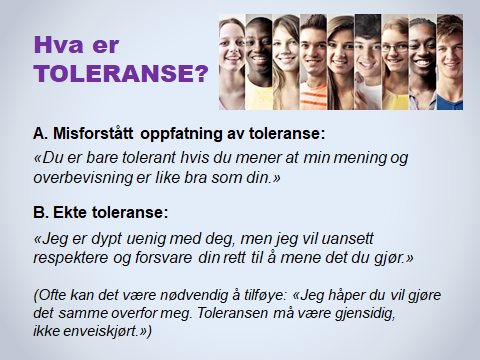 Hva er
TOLERANSE?
A. Misforstått oppfatning av toleranse:
«Du er bare tolerant hvis du mener at min mening og
overbevisning er like bra som din.»
B. Ekte toleranse:
«Jeg er dypt uenig med deg, men jeg vil uansett
respektere og forsvare din rett til å mene det du gjør.»
(Ofte kan det være nødvendig å tilføye: «Jeg håper du vil gjøre
det samme overfor meg. Toleransen må være gjensidig,
ikke enveiskjørt.»)